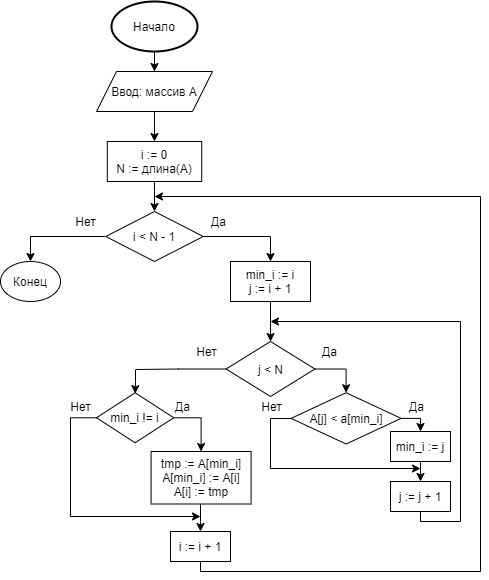 Начало
Ввод: массив A
i := 0
N := длина(A)
Нет
Да
i < N - 1
Конец
min_i := i
j := i + 1
Нет
Да
j < N
Нет
Да
min_i != i
Нет
Да
A[j] < a[min_i]
tmp := A[min_i]
A[min_i] := A[i]
A[i] := tmp
min_i := j
j := j + 1
i := i + 1